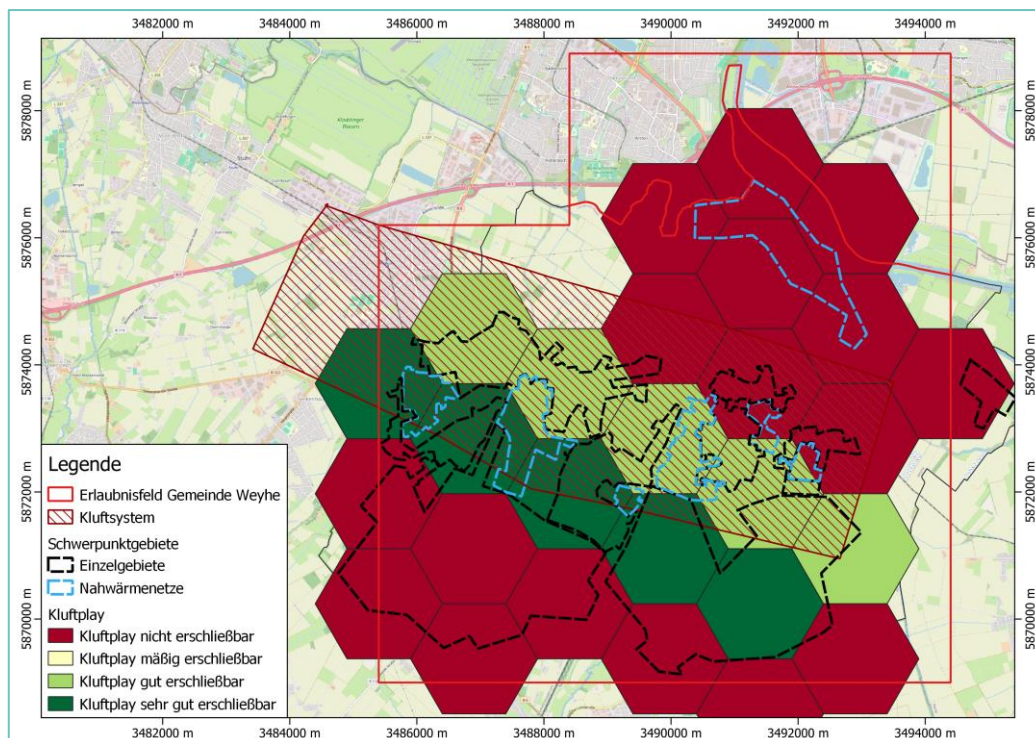 3482000 m 3484000 m 3486000 m 3488000 m 3490000 m 3492000 m 3494000 m
5878000 m 5878000 m
5876000 m 5876000 m
5874000 m 5874000 m
5872000 m 5872000 m
5870000 m 5870000 m
Stuhr
Legende
Erlaubnisfeld Gemeinde Weyhe
Kluftsystem
Schwerpunktgebiete
Einzelgebiete
Nahwärmenetze
Kluftplay
Kluftplay nicht erschließbar
Kluftplay mäßig erschließbar
Kluftplay gut erschließbar
Kluftplay sehr gut erschließbar
3482000 m 3484000 m 3486000 m 3488000 m 3490000 m 3492000 m 3494000 m